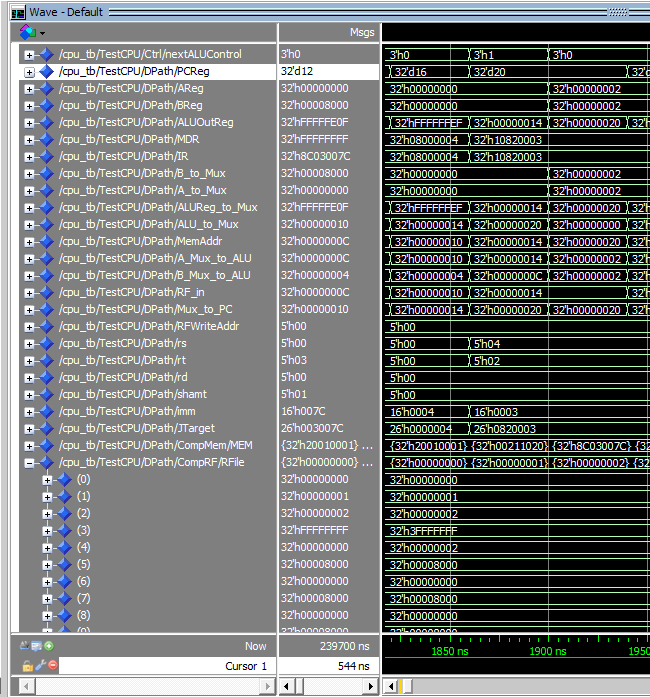 Wave - Default
Msgs
/cpu_tb/TestCPU/Ctrl/nextALUControl 3'h0 3'h0 3'h1 3'h0
/cpu_tb/TestCPU/DPath/PCReg 32'd12 32'd16 32'd20
/cpu_tb/TestCPU/DPath/AReg 32'h00000000 32'h00000000 32'h00000002
/cpu_tb/TestCPU/DPath/BReg 32'h00008000 32'h00000000 32'h00000002
/cpu_tb/TestCPU/DPath/ALUOutReg 32'hFFFFFE0F 32'hFFFFFFEF 32'h00000014 32'h00000020 32'h
/cpu_tb/TestCPU/DPath/MDR 32'hFFFFFFFF 32'h08000004 32'h10820003
/cpu_tb/TestCPU/DPath/IR 32'h8C03007C 32'h08000004 32'h10820003
/cpu_tb/TestCPU/DPath/B_to_Mux 32'h00008000 32'h00000000 32'h00000002
/cpu_tb/TestCPU/DPath/A_to_Mux 32'h00000000 32'h00000000 32'h00000002
/cpu_tb/TestCPU/DPath/ALUReg_to_Mux 32'hFFFFFE0F 32'hFFFFFFEF 32'h00000014 32'h00000020 32'h
/cpu_tb/TestCPU/DPath/ALU_to_Mux 32'h00000010 32'h00000014 32'h00000020 32'h00000000 32'h
/cpu_tb/TestCPU/DPath/MemAddr 32'h0000000C 32'h00000010 32'h00000014 32'h00000020 32'h
/cpu_tb/TestCPU/DPath/A_Mux_to_ALU 32'h0000000C 32'h00000010 32'h00000014 32'h00000002 32'h
/cpu_tb/TestCPU/DPath/B_Mux_to_ALU 32'h00000004 32'h00000004 32'h0000000C 32'h00000002 32'h
/cpu_tb/TestCPU/DPath/RF_in 32'h0000000C 32'h00000010 32'h00000014 32'h
/cpu_tb/TestCPU/DPath/Mux_to_PC 32'h00000010 32'h00000014 32'h00000020 32'h00000020 32'h
/cpu_tb/TestCPU/DPath/RFWriteAddr 5'h00 5'h00
/cpu_tb/TestCPU/DPath/rs 5'h00 5'h00 5'h04
/cpu_tb/TestCPU/DPath/rt 5'h03 5'h00 5'h02
/cpu_tb/TestCPU/DPath/rd 5'h00 5'h00
/cpu_tb/TestCPU/DPath/shamt 5'h01 5'h00
/cpu_tb/TestCPU/DPath/imm 16'h007C 16'h0004 16'h0003
/cpu_tb/TestCPU/DPath/JTarget 26'h003007C 26'h0000004 26'h0820003
/cpu_tb/TestCPU/DPath/CompMem/MEM {32'h20010001} ... {32'h20010001} {32'h00211020} {32'h8C03007C} {32'h
/cpu_tb/TestCPU/DPath/CompRF/RFile {32'h00000000} ... {32'h00000000} {32'h00000001} {32'h00000002} {32'h
(0) 32'h00000000 32'h00000000
(1) 32'h00000001 32'h00000001
(2) 32'h00000002 32'h00000002
(3) 32'hFFFFFFFF 32'h3FFFFFFF
(4) 32'h00000000 32'h00000002
(5) 32'h00008000 32'h00008000
(6) 32'h00000000 32'h00000000
(7) 32'h00008000 32'h00008000
(8) 32'h00000000 32'h00000000
Now 239700 ns 1850 ns 1900 ns 1950
Cursor 1 544 ns